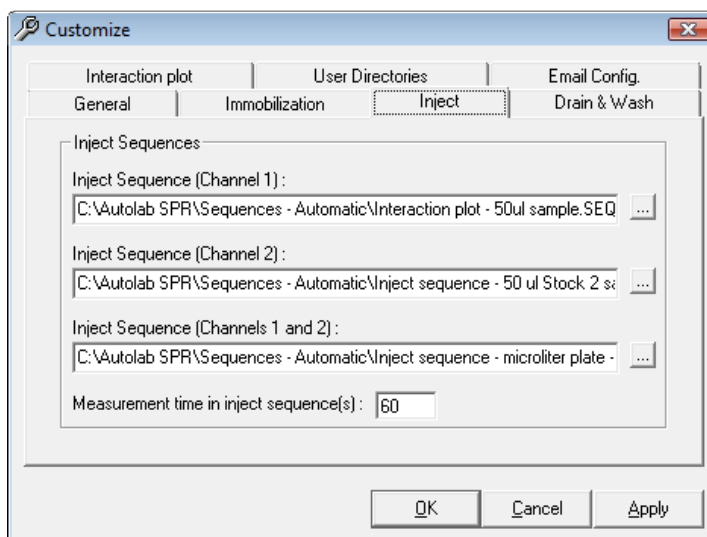 Customize
Interaction plot User Directories Email Config.
General Immobilization Inject Drain & Wash
Inject Sequences
Inject Sequence (Channel 1) :
C:\Autolab SPR\Sequences - Automatic\Interaction plot - 50ul sample.SEQ ...
Inject Sequence (Channel 2) :
C:\Autolab SPR\Sequences - Automatic\Inject sequence - 50 ul Stock 2 sa ...
Inject Sequence (Channels 1 and 2) :
C:\Autolab SPR\Sequences - Automatic\Inject sequence - microliter plate - ...
Measurement time in inject sequence(s) : 60
OK Cancel Apply